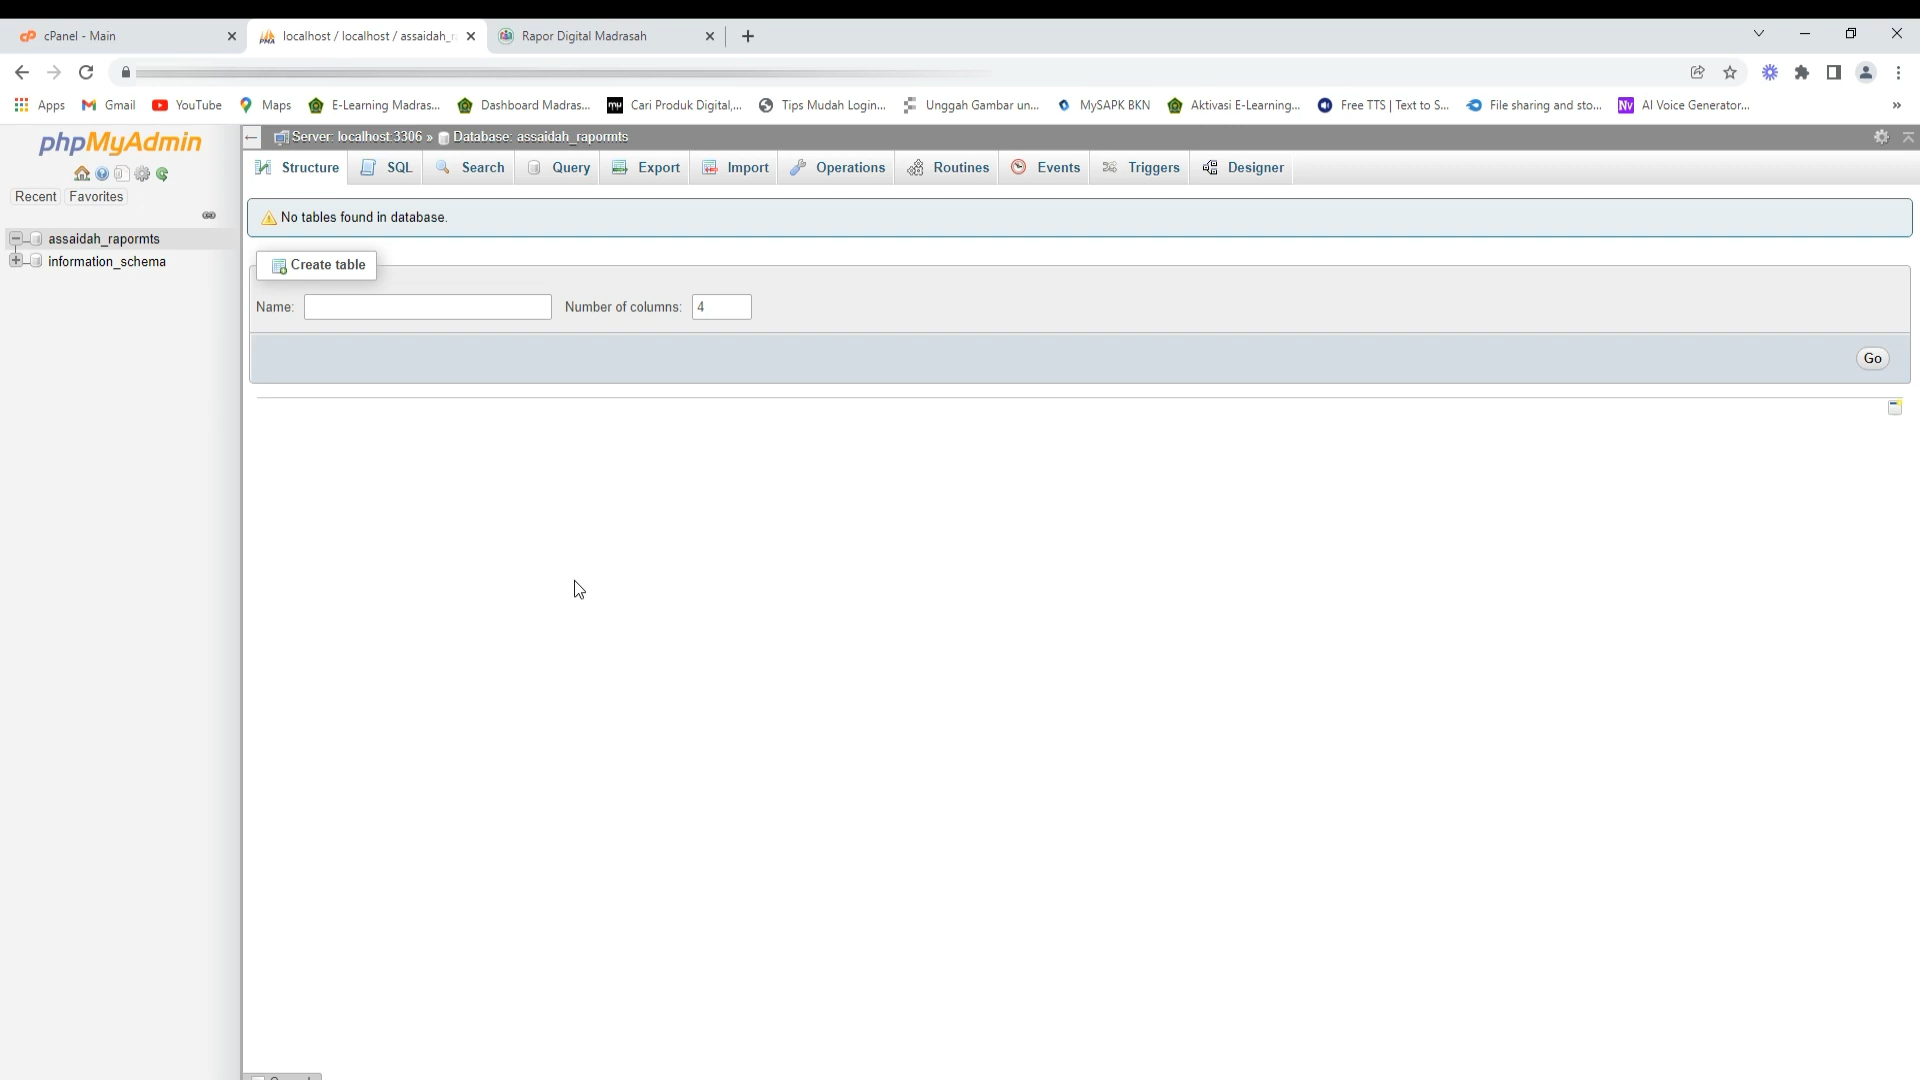 cPanel - Main
localhost / localhost / assaidah_r
Rapor Digital Madrasah
Apps
Gmail
YouTube
Maps
E-Learning Madras...
Dashboard Madras...
Cari Produk Digital,...
Tips Mudah Login...
Unggah Gambar un...
MySAPK BKN
Aktivasi E-Learning...
Free TTS | Text to S...
File sharing and sto...
AI Voice Generator...
»
phpMyAdmin
Recent
Favorites
assaidah_rapormts
information_schema
Server: localhost:3306 » Database: assaidah_rapormts
Structure
SQL
Search
Query
Export
Import
Operations
Routines
Events
Triggers
Designer
No tables found in database.
Create table
Name:
Number of columns: 4
Go